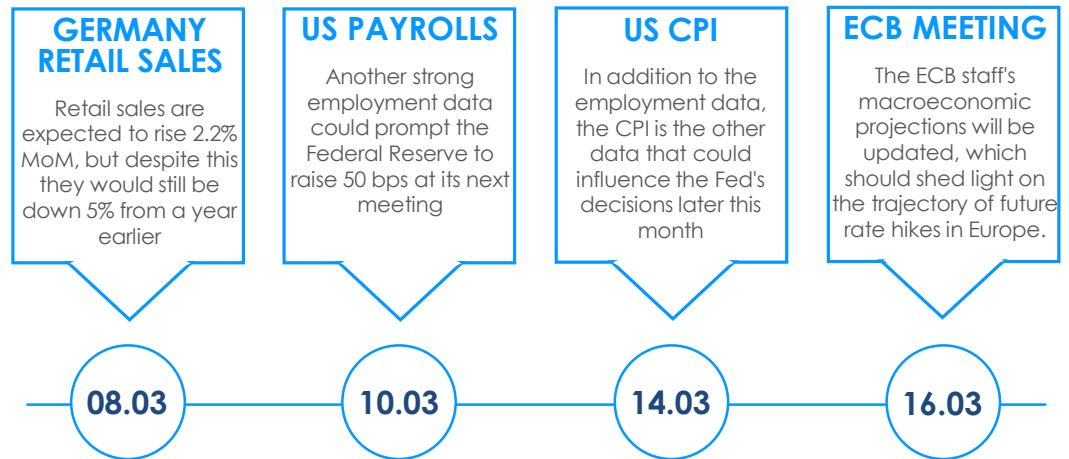 GERMANY
RETAIL SALES
Retail sales are
expected to rise 2.2%
MoM, but despite this
they would still be
down 5% from a year
earlier
US PAYROLLS
Another strong
employment data
could prompt the
Federal Reserve to
raise 50 bps at its next
meeting
US CPI
In addition to the
employment data,
the CPI is the other
data that could
influence the Fed's
decisions later this
month
ECB MEETING
The ECB staff's
macroeconomic
projections will be
updated, which
should shed light on
the trajectory of future
rate hikes in Europe.
08.03
10.03
14.03
16.03